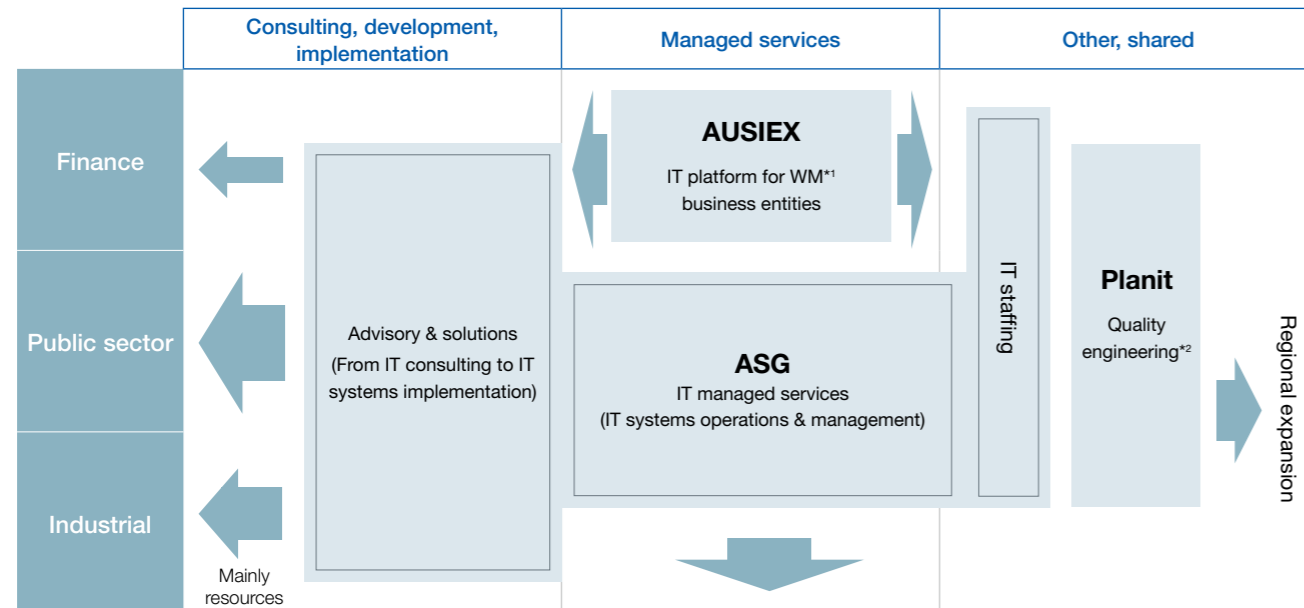 Consulting, development,
implementation
Managed services
Other, shared
Finance
Public sector
Industrial
Mainly
resources
Advisory & solutions
(From IT consulting to IT
systems implementation)
AUSIEX
IT platform for WM*1
business entities
ASG
IT managed services
(IT systems operations & management)
IT staffing
Planit
Quality
engineering*2
Regional expansion